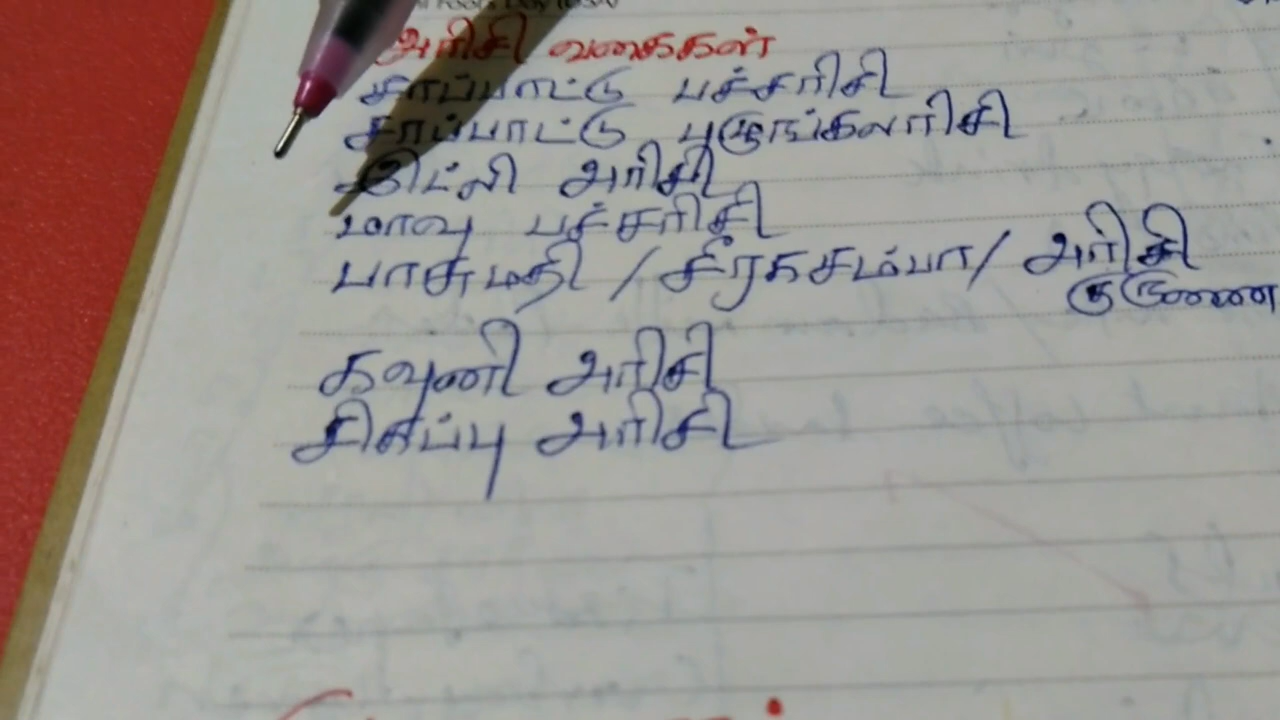 அரிசி வகைகள்
சாப்பாட்டு பச்சரிசி
சாப்பாட்டு புழுங்கலரிசி
இட்லி அரிசி
மாவு பச்சரிசி
பாசுமதி / சீரகசம்பா / அரிசி
குருணை
கவுனி அரிசி
சிகப்பு அரிசி